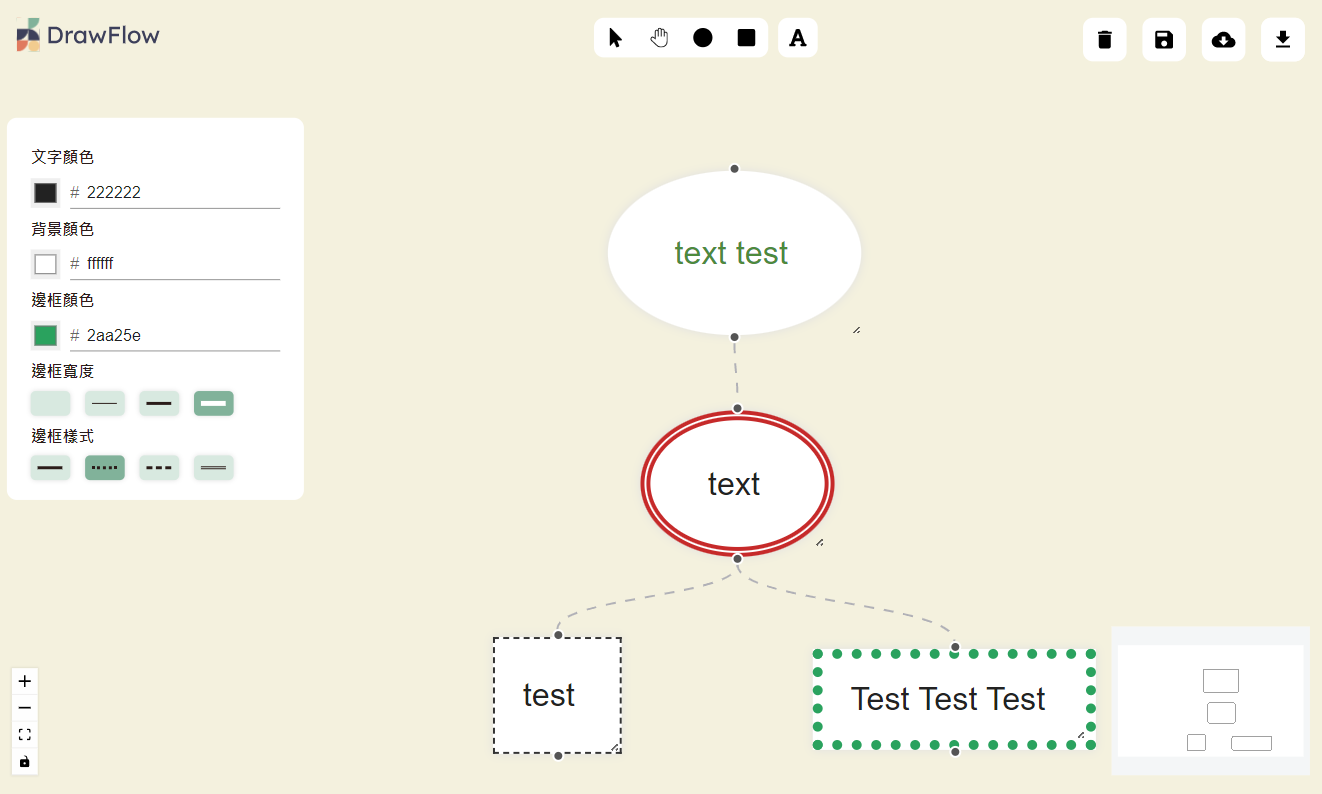 DrawFlow
A
文字顏色
# 222222
背景顏色
# ffffff
邊框顏色
# 2aa25e
邊框寬度
邊框樣式
text test
text
test
Test Test Test